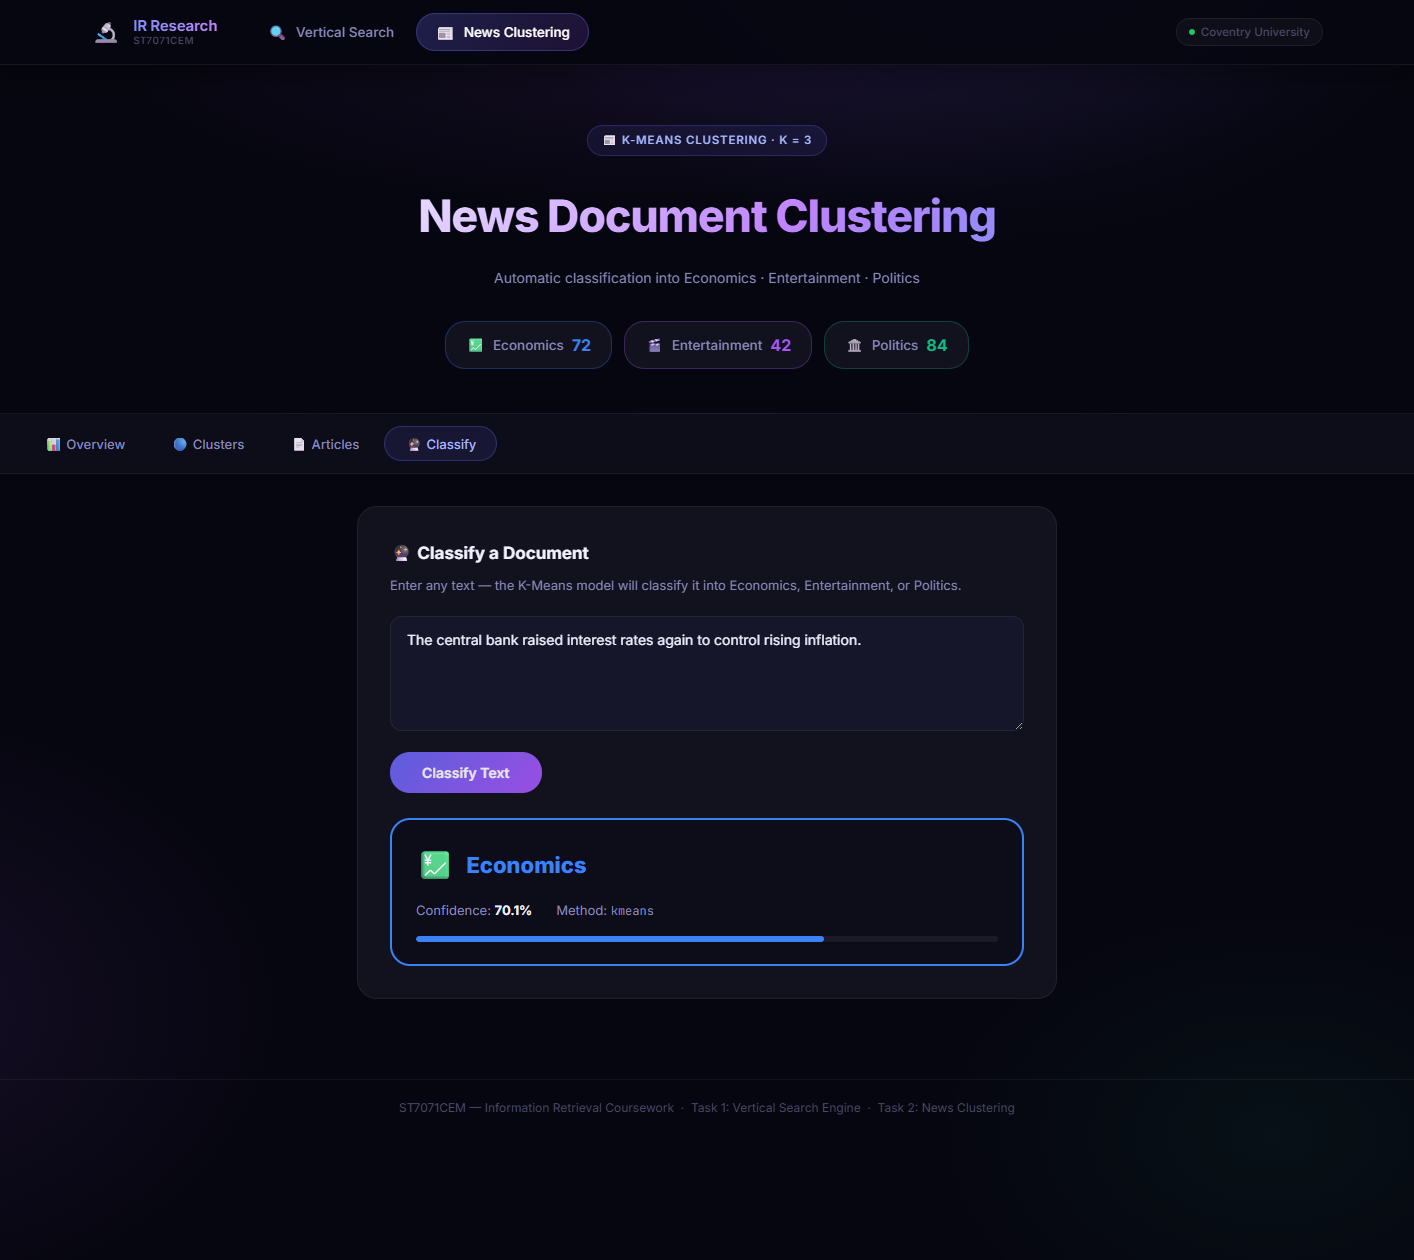 IR Research
ST7071CEM
Vertical Search
News Clustering
Coventry University
K-MEANS CLUSTERING · K = 3
News Document Clustering
Automatic classification into Economics · Entertainment · Politics
Economics 72
Entertainment 42
Politics 84
Overview
Clusters
Articles
Classify
Classify a Document
Enter any text — the K-Means model will classify it into Economics, Entertainment, or Politics.
The central bank raised interest rates again to control rising inflation.
Classify Text
Economics
Confidence: 70.1% Method: kmeans
ST7071CEM — Information Retrieval Coursework · Task 1: Vertical Search Engine · Task 2: News Clustering